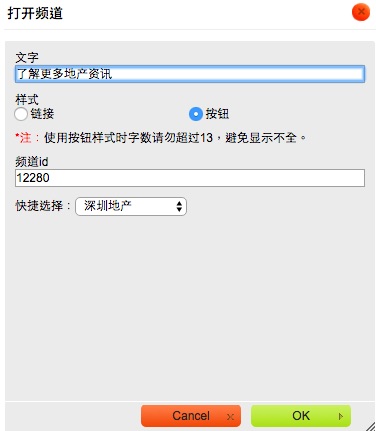 打开频道
文字
了解更多地产资讯
样式
链接 按钮
*注：使用按钮样式时字数请勿超过13，避免显示不全。
频道id
12280
快捷选择：深圳地产
Cancel OK